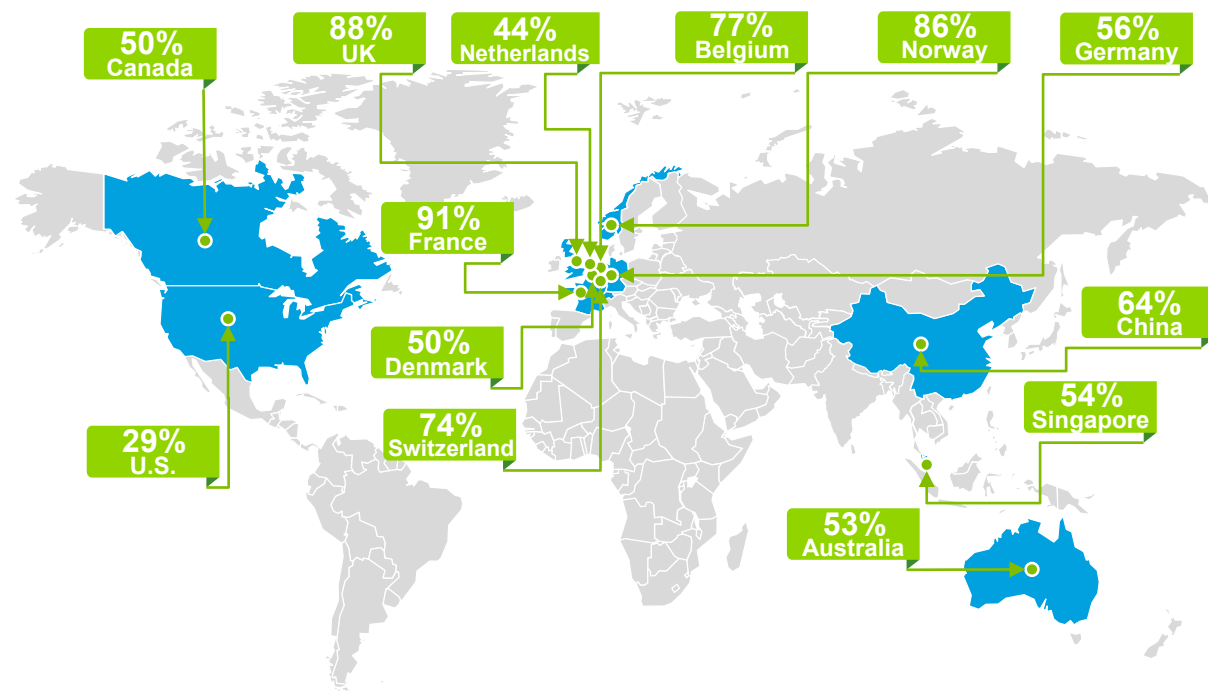 50%
Canada
88%
UK
44%
Netherlands
77%
Belgium
86%
Norway
56%
Germany
91%
France
64%
China
50%
Denmark
54%
Singapore
74%
Switzerland
29%
U.S.
53%
Australia